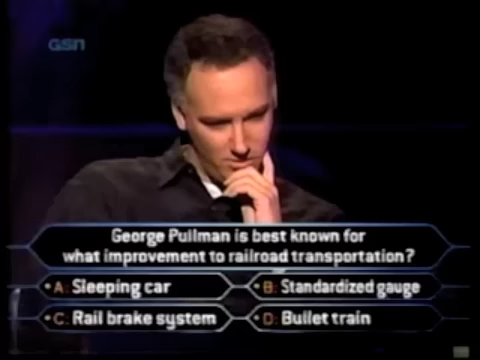 GSN
George Pullman is best known for
what improvement to railroad transportation?
A: Sleeping car
B: Standardized gauge
C: Rail brake system
D: Bullet train